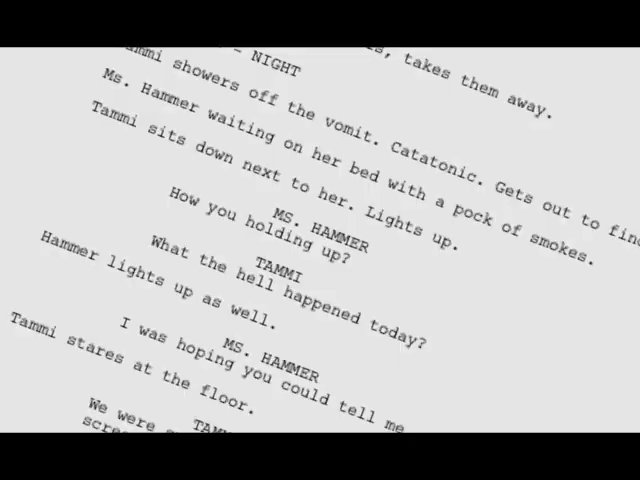 – NIGHT
takes them away.
showers off the vomit. Catatonic. Gets out to find
Ms. Hammer waiting on her bed with a pock of smokes.
Tammi sits down next to her. Lights up.
MS. HAMMER
How you holding up?
TAMMI
What the hell happened today?
Hammer lights up as well.
MS. HAMMER
I was hoping you could tell me
Tammi stares at the floor.
We were